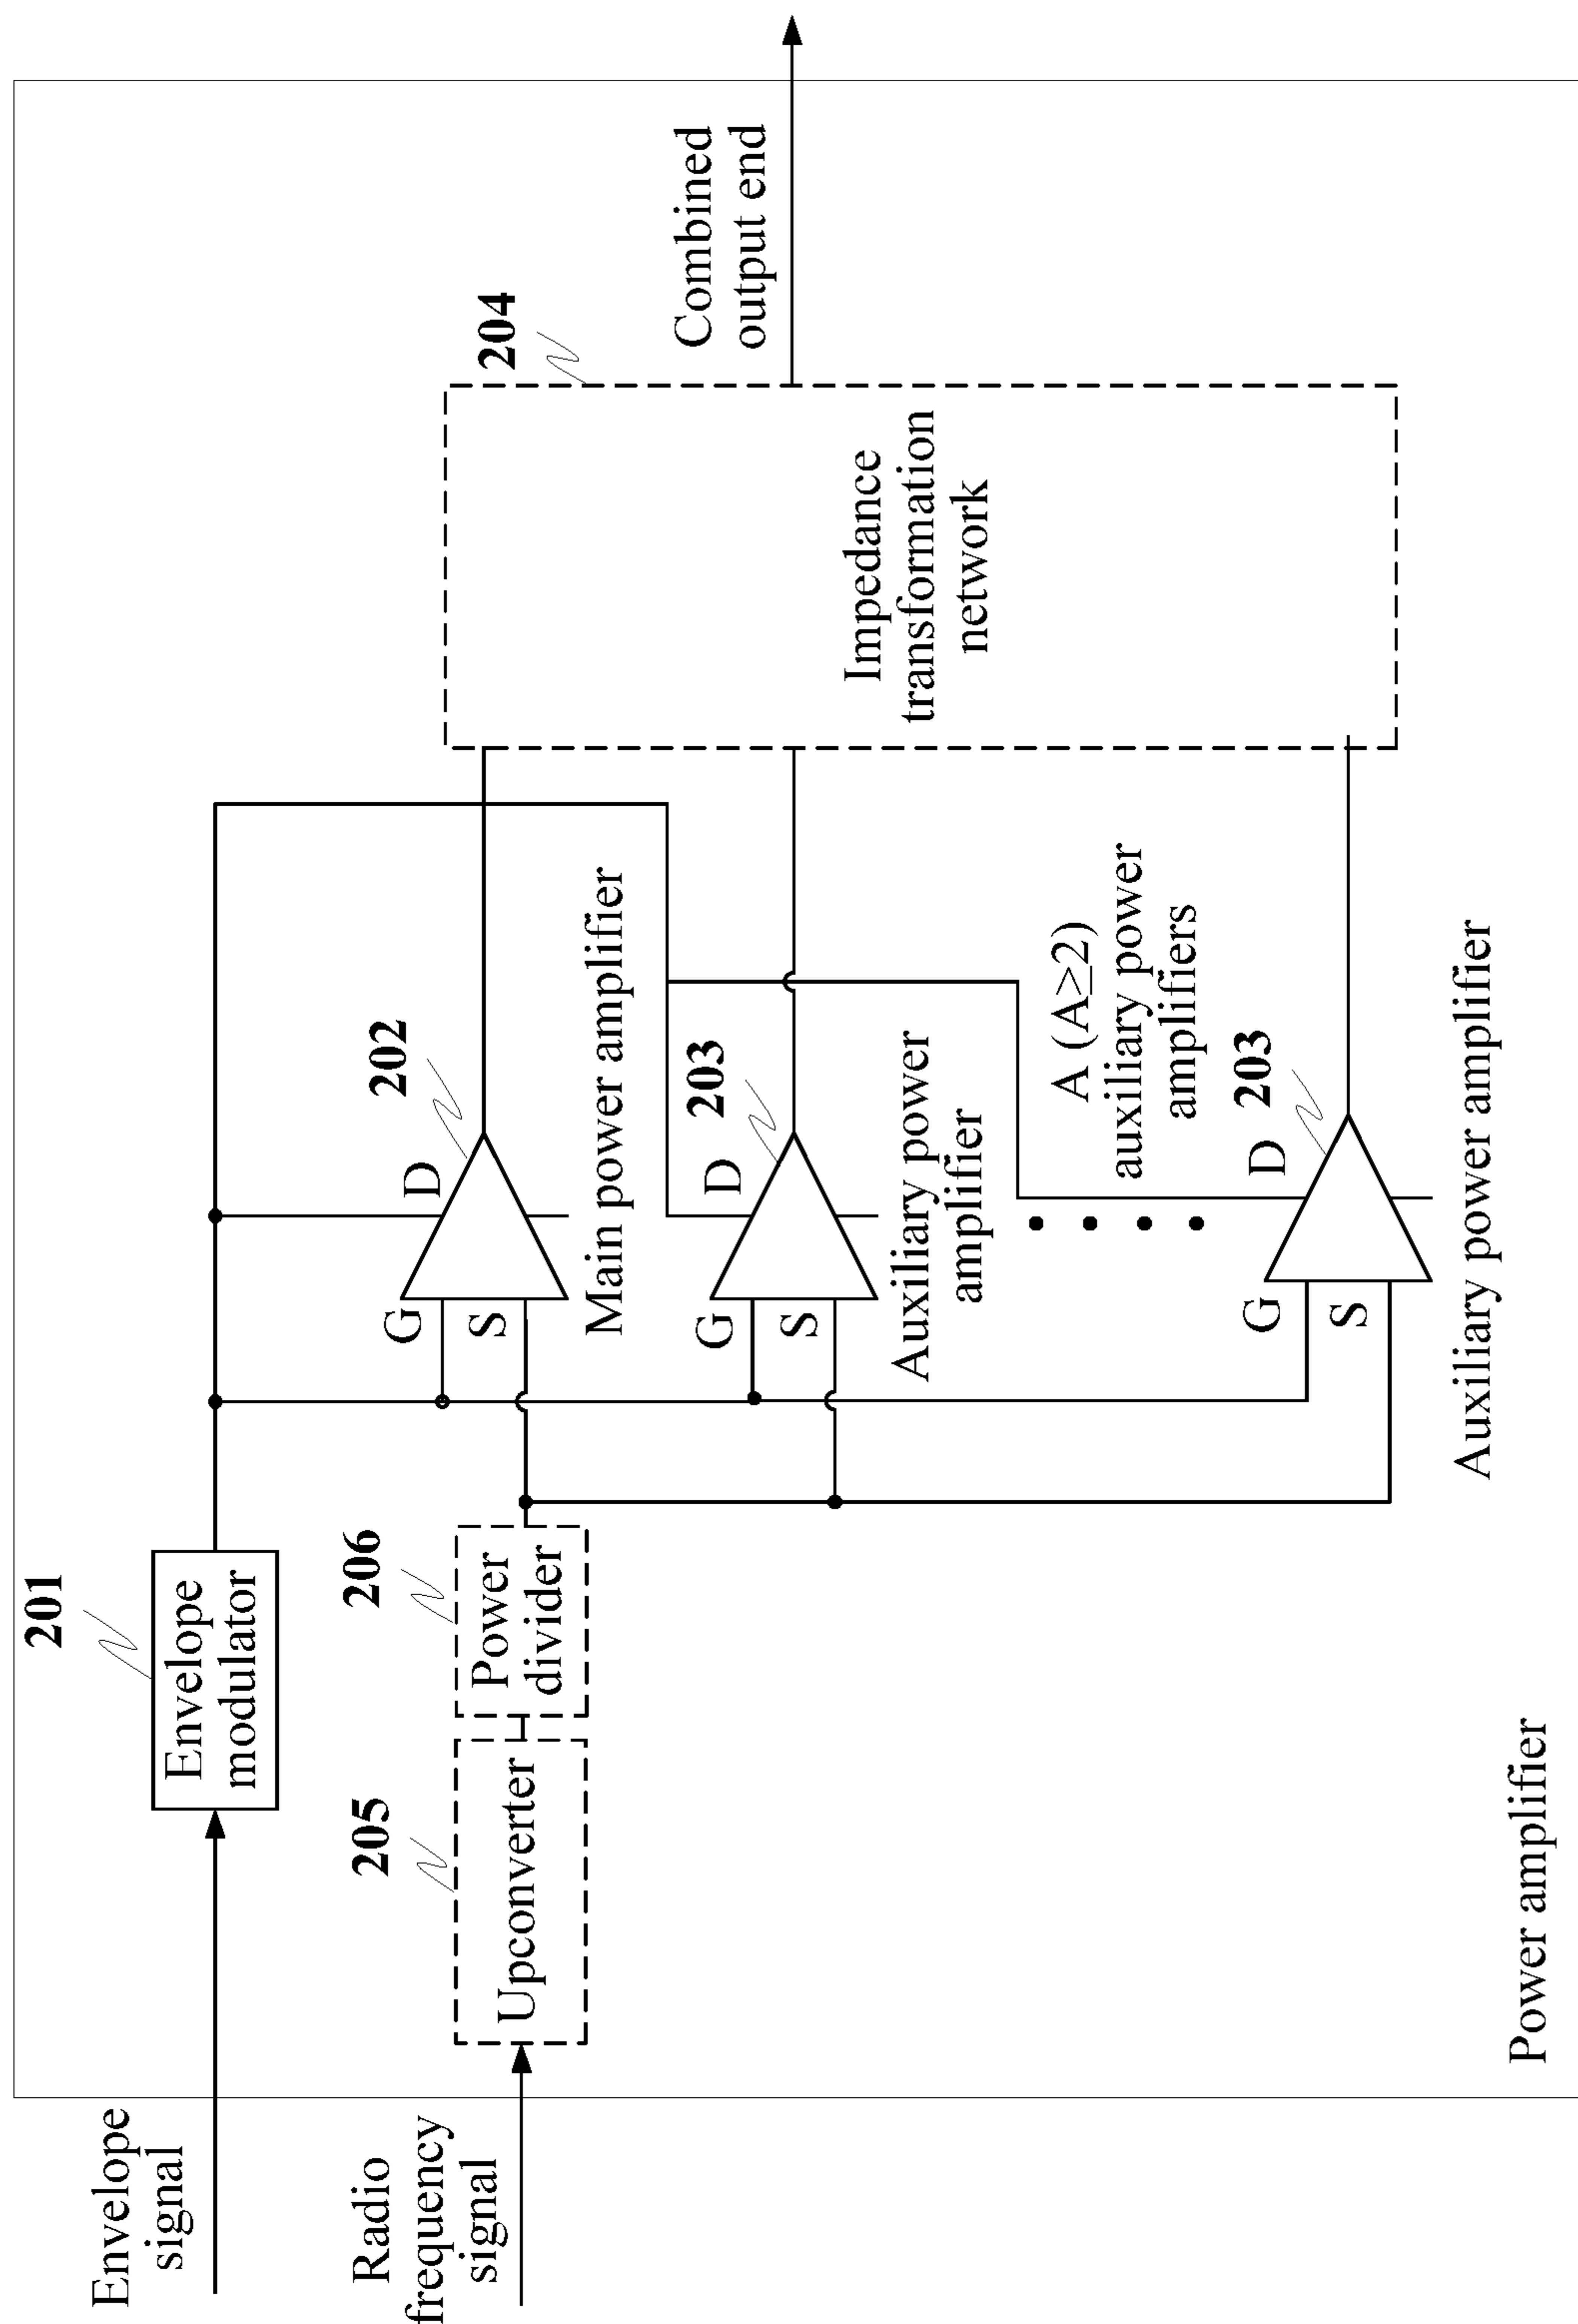 Envelope
signal
201
Envelope
modulator
Radio
frequency
signal
205
Upconverter
206
Power
divider
G
S
D
202
Main power amplifier
G
S
D
203
Auxiliary power
amplifier
A (A≥2)
auxiliary power
amplifiers
G
S
D
203
Auxiliary power amplifier
204
Impedance
transformation
network
Combined
output end
Power amplifier